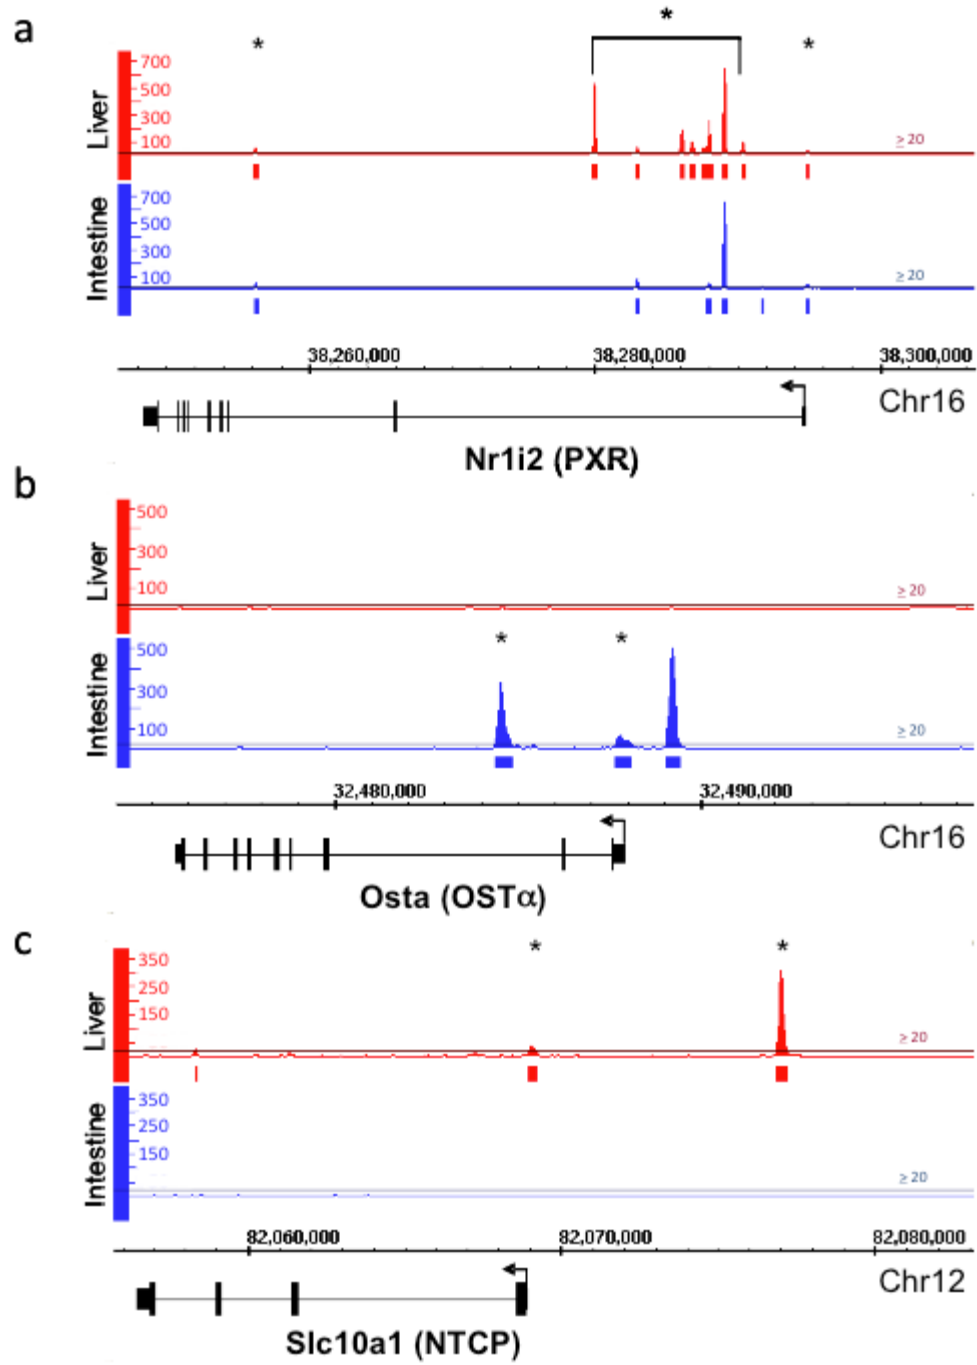 a
*
*
*
Liver
700
500
300
100
≥ 20
Intestine
700
500
300
100
≥ 20
38,260,000 38,280,000 38,300,000
Chr16
Nr1i2 (PXR)
b
Liver
500
300
100
≥ 20
* *
Intestine
500
300
100
≥ 20
32,480,000 32,490,000
Chr16
Osta (OSTα)
c
* *
Liver
350
250
150
≥ 20
Intestine
350
250
150
≥ 20
82,060,000 82,070,000 82,080,000
Chr12
Slc10a1 (NTCP)